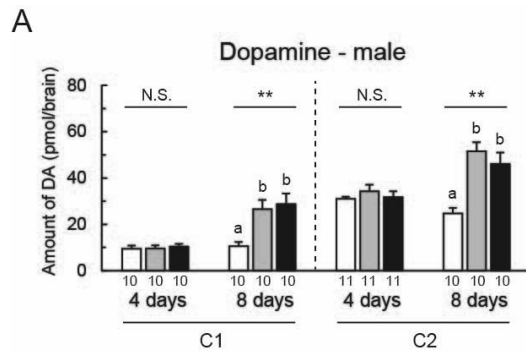 A
Dopamine - male
Amount of DA (pmol/brain)
80
60
40
20
0
N.S.
**
N.S.
**
a
b
b
a
b
b
10 10 10
10 10 10
11 11 11
10 10 10
4 days
8 days
4 days
8 days
C1
C2